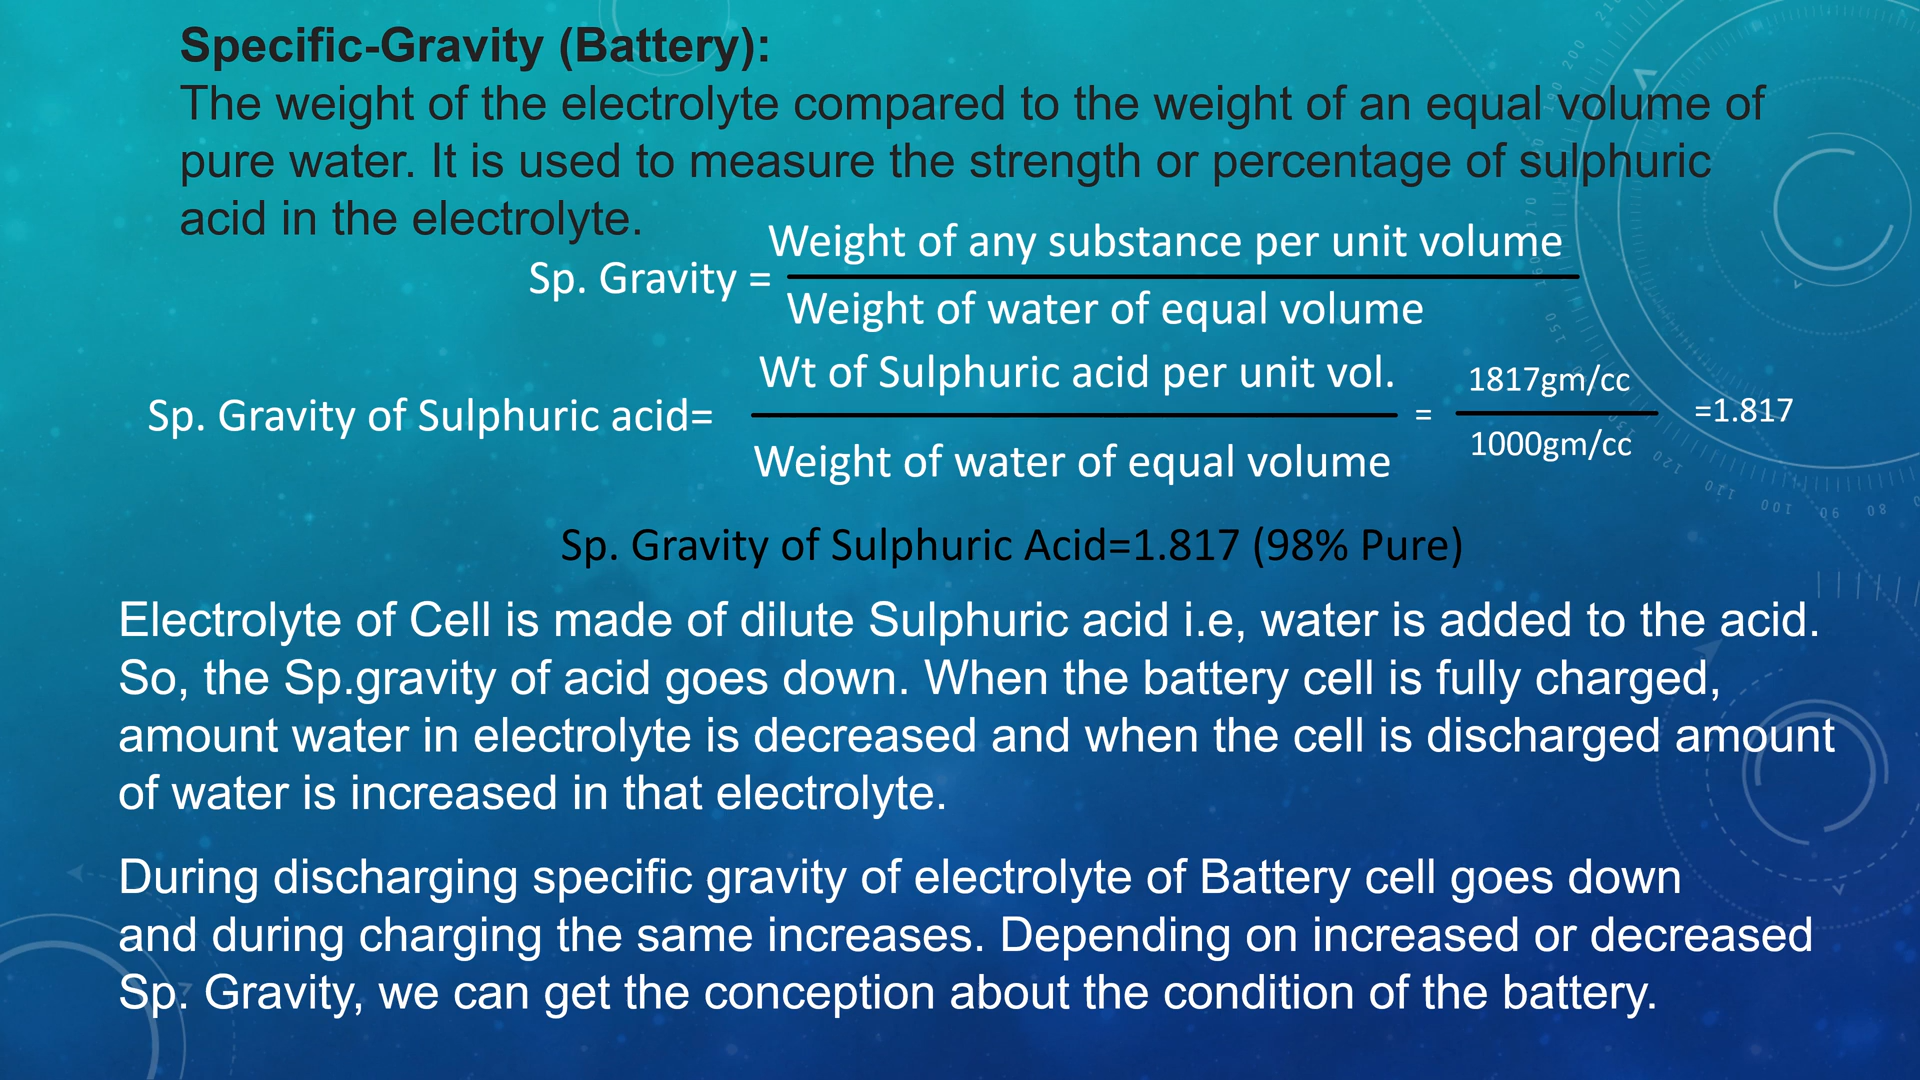 Specific-Gravity (Battery):
The weight of the electrolyte compared to the weight of an equal volume of
pure water. It is used to measure the strength or percentage of sulphuric
acid in the electrolyte.
Weight of any substance per unit volume
Sp. Gravity =
Weight of water of equal volume
Wt of Sulphuric acid per unit vol.
1817gm/cc
Sp. Gravity of Sulphuric acid=
=
=1.817
1000gm/cc
Weight of water of equal volume
Sp. Gravity of Sulphuric Acid=1.817 (98% Pure)
Electrolyte of Cell is made of dilute Sulphuric acid i.e, water is added to the acid.
So, the Sp.gravity of acid goes down. When the battery cell is fully charged,
amount water in electrolyte is decreased and when the cell is discharged amount
of water is increased in that electrolyte.
During discharging specific gravity of electrolyte of Battery cell goes down
and during charging the same increases. Depending on increased or decreased
Sp. Gravity, we can get the conception about the condition of the battery.